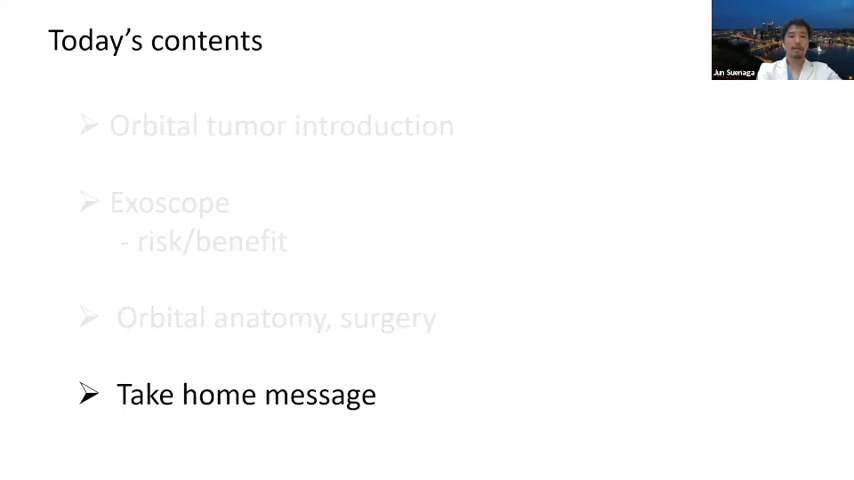 Today's contents
Jun Suenaga
➢ Orbital tumor introduction
➢ Exoscope
- risk/benefit
➢ Orbital anatomy, surgery
➢ Take home message